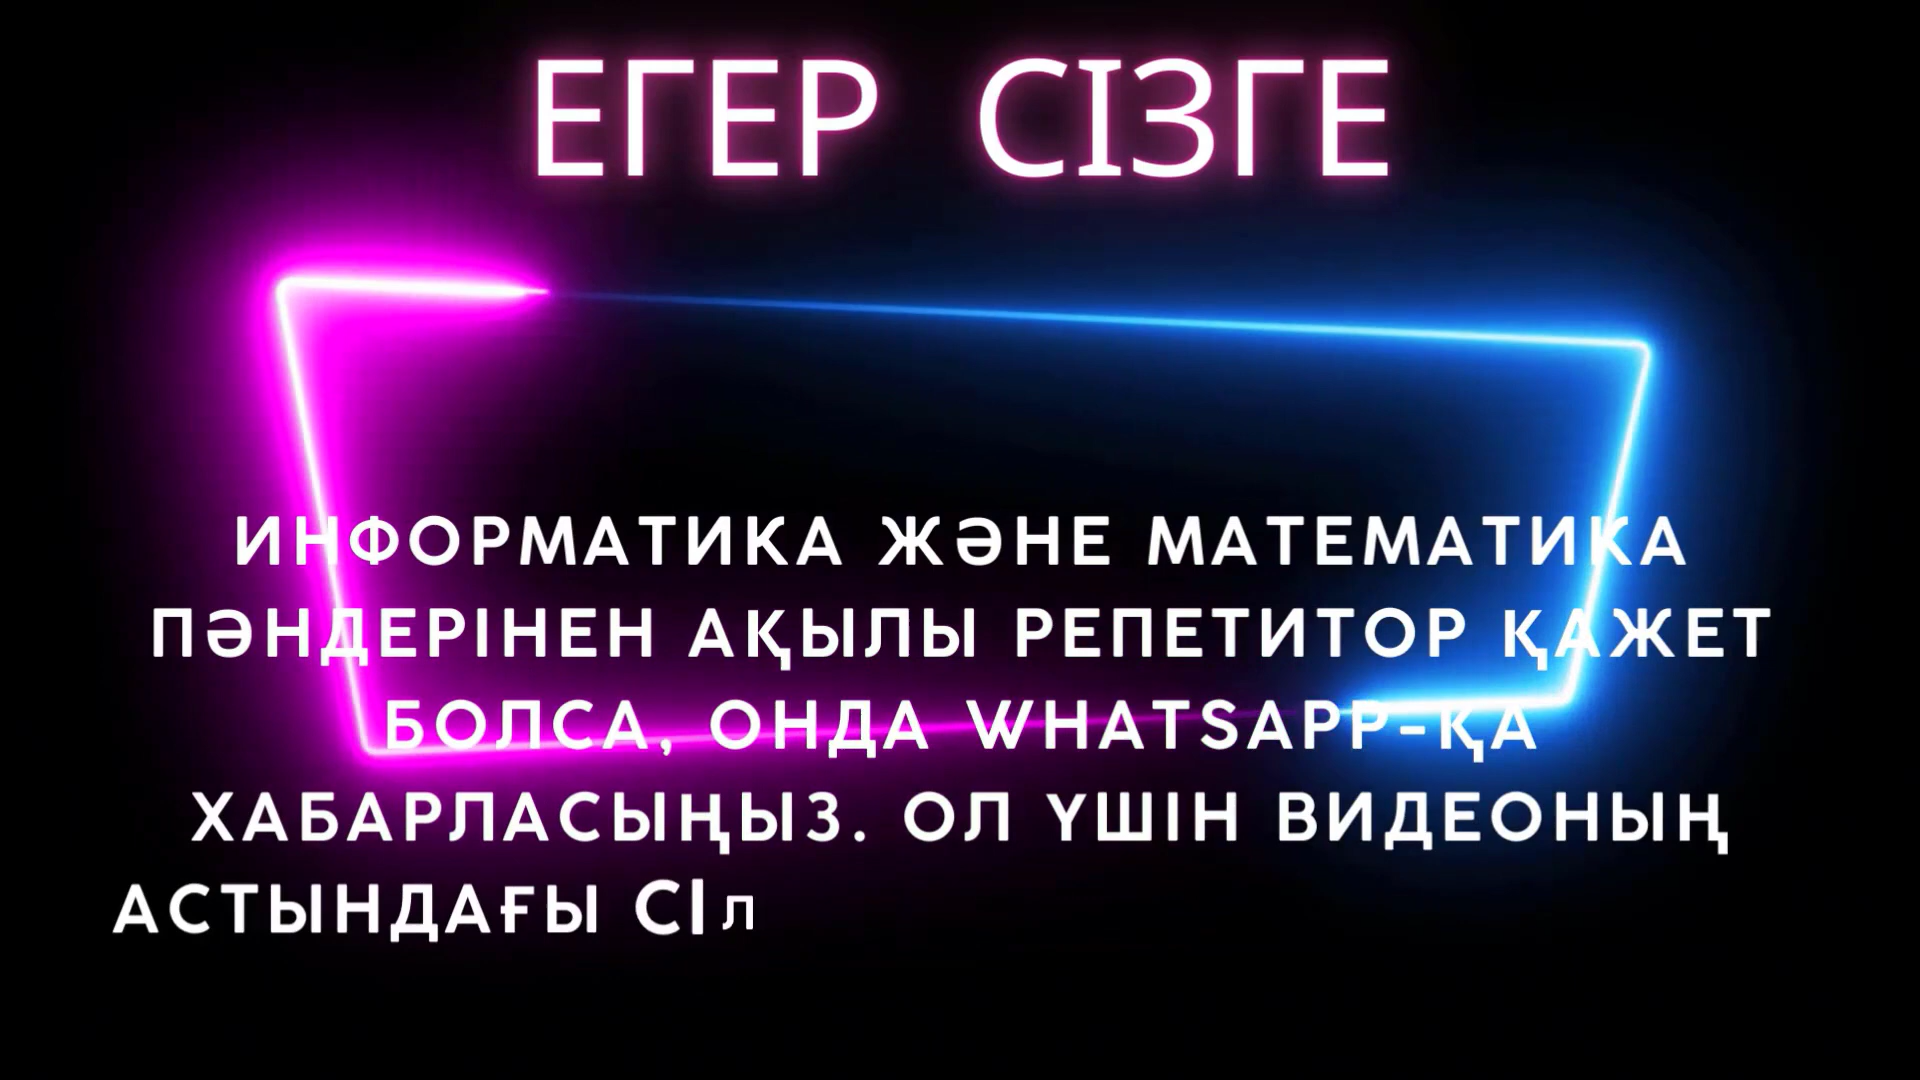 ЕГЕР СІЗГЕ
ИНФОРМАТИКА ЖӘНЕ МАТЕМАТИКА
ПӘНДЕРІНЕН АҚЫЛЫ РЕПЕТИТОР ҚАЖЕТ
БОЛСА, ОНДА WHATSAPP-ҚА
ХАБАРЛАСЫҢЫЗ. ОЛ ҮШІН ВИДЕОНЫҢ
АСТЫНДАҒЫ СІЛ